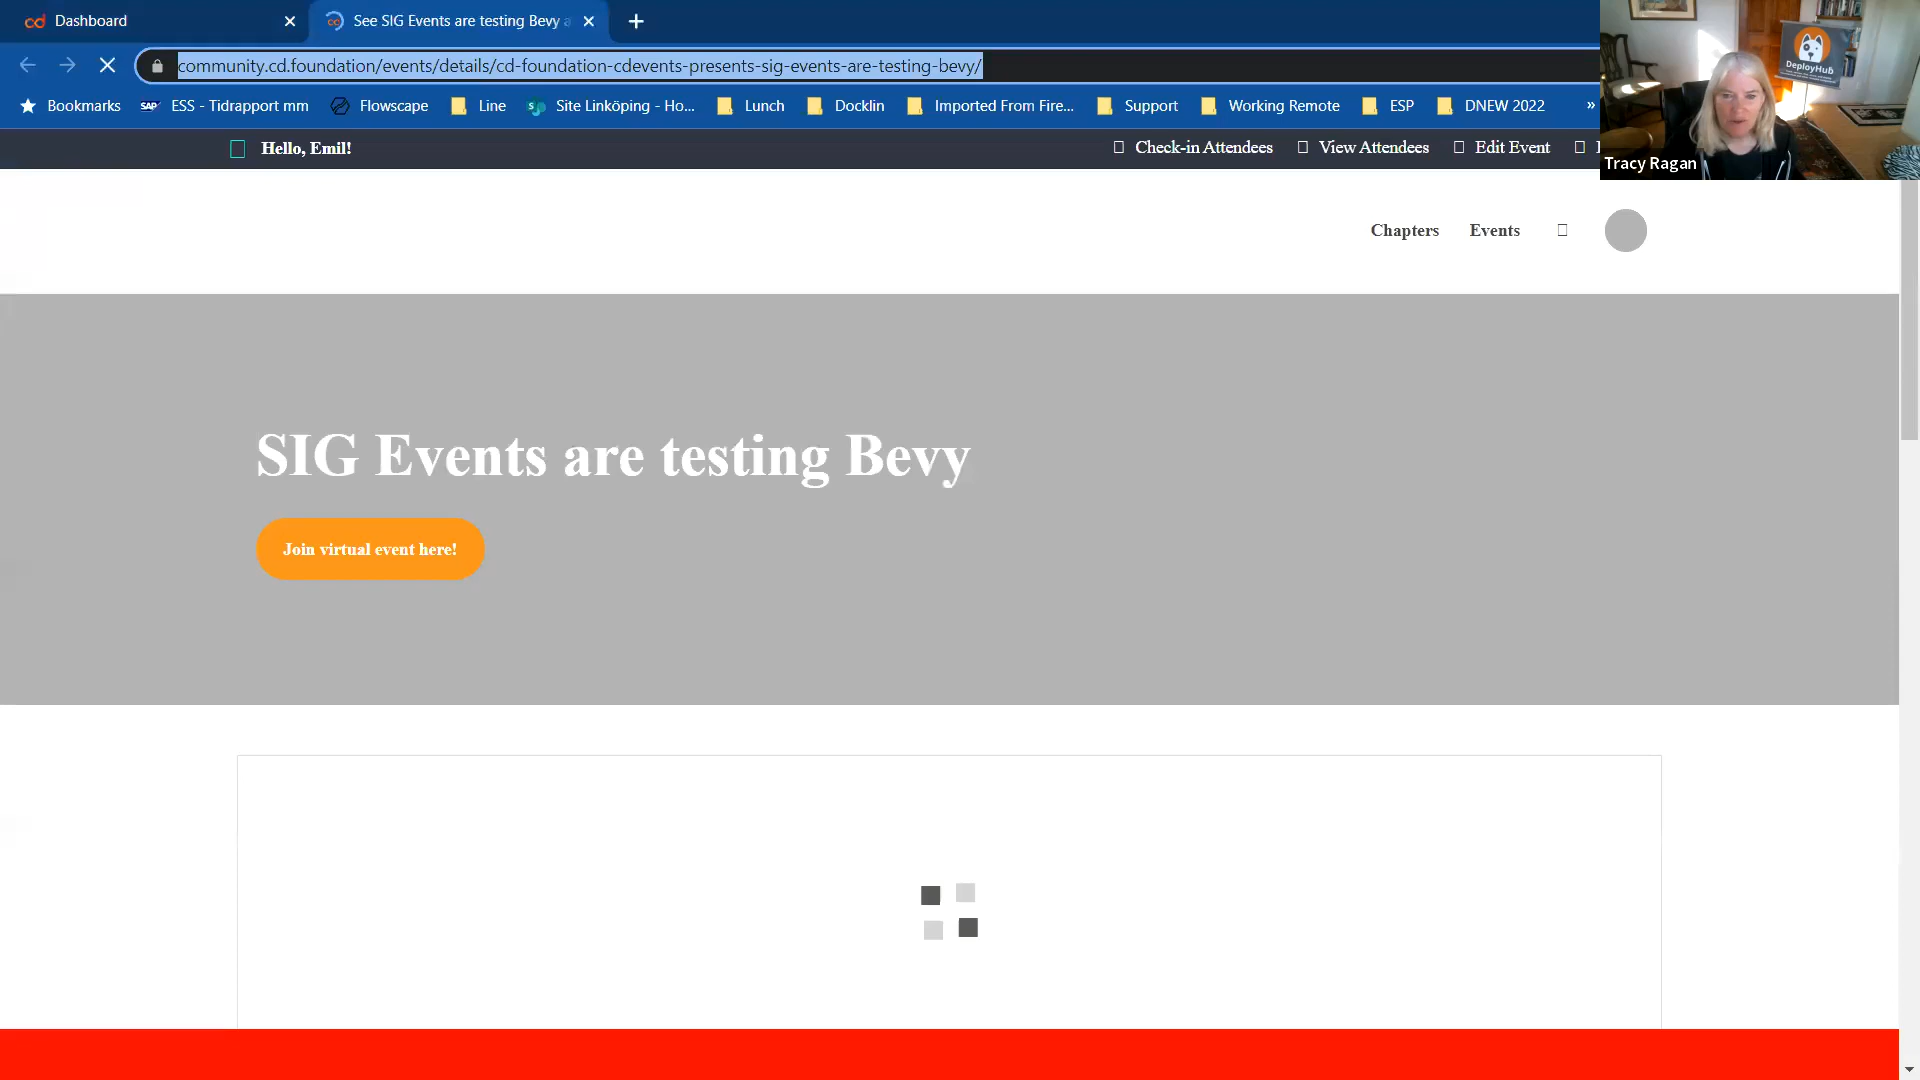 cd Dashboard
See SIG Events are testing Bevy a
community.cd.foundation/events/details/cd-foundation-cdevents-presents-sig-events-are-testing-bevy/
Bookmarks SAP ESS - Tidrapport mm Flowscape Line Site Linköping - Ho... Lunch Docklin Imported From Fire... Support Working Remote ESP DNEW 2022 »
Hello, Emil! Check-in Attendees View Attendees Edit Event
DeployHub
Tracy Ragan
Chapters Events
SIG Events are testing Bevy
Join virtual event here!